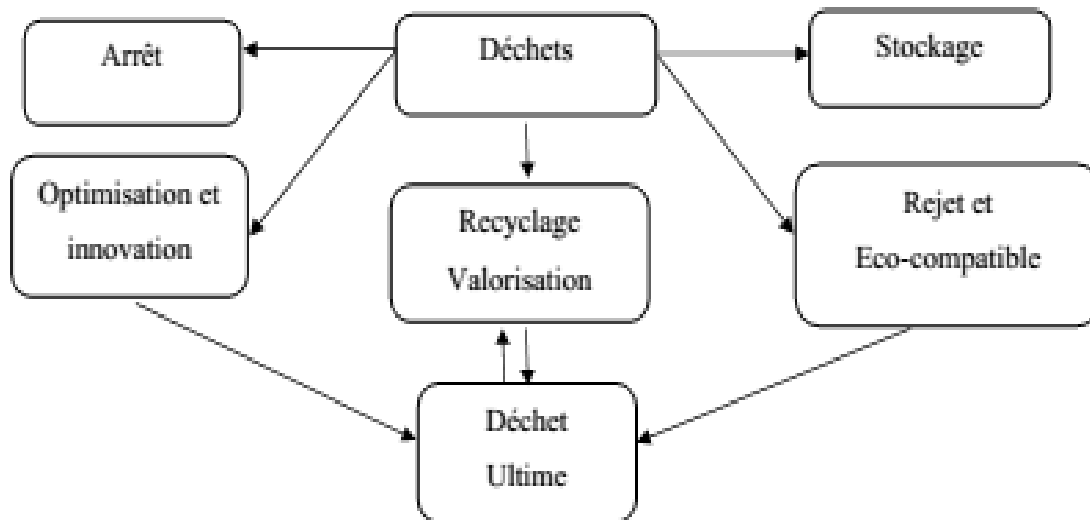 Arrêt
Déchets
Stockage
Optimisation et
innovation
Recyclage
Valorisation
Rejet et
Eco-compatible
Déchet
Ultime